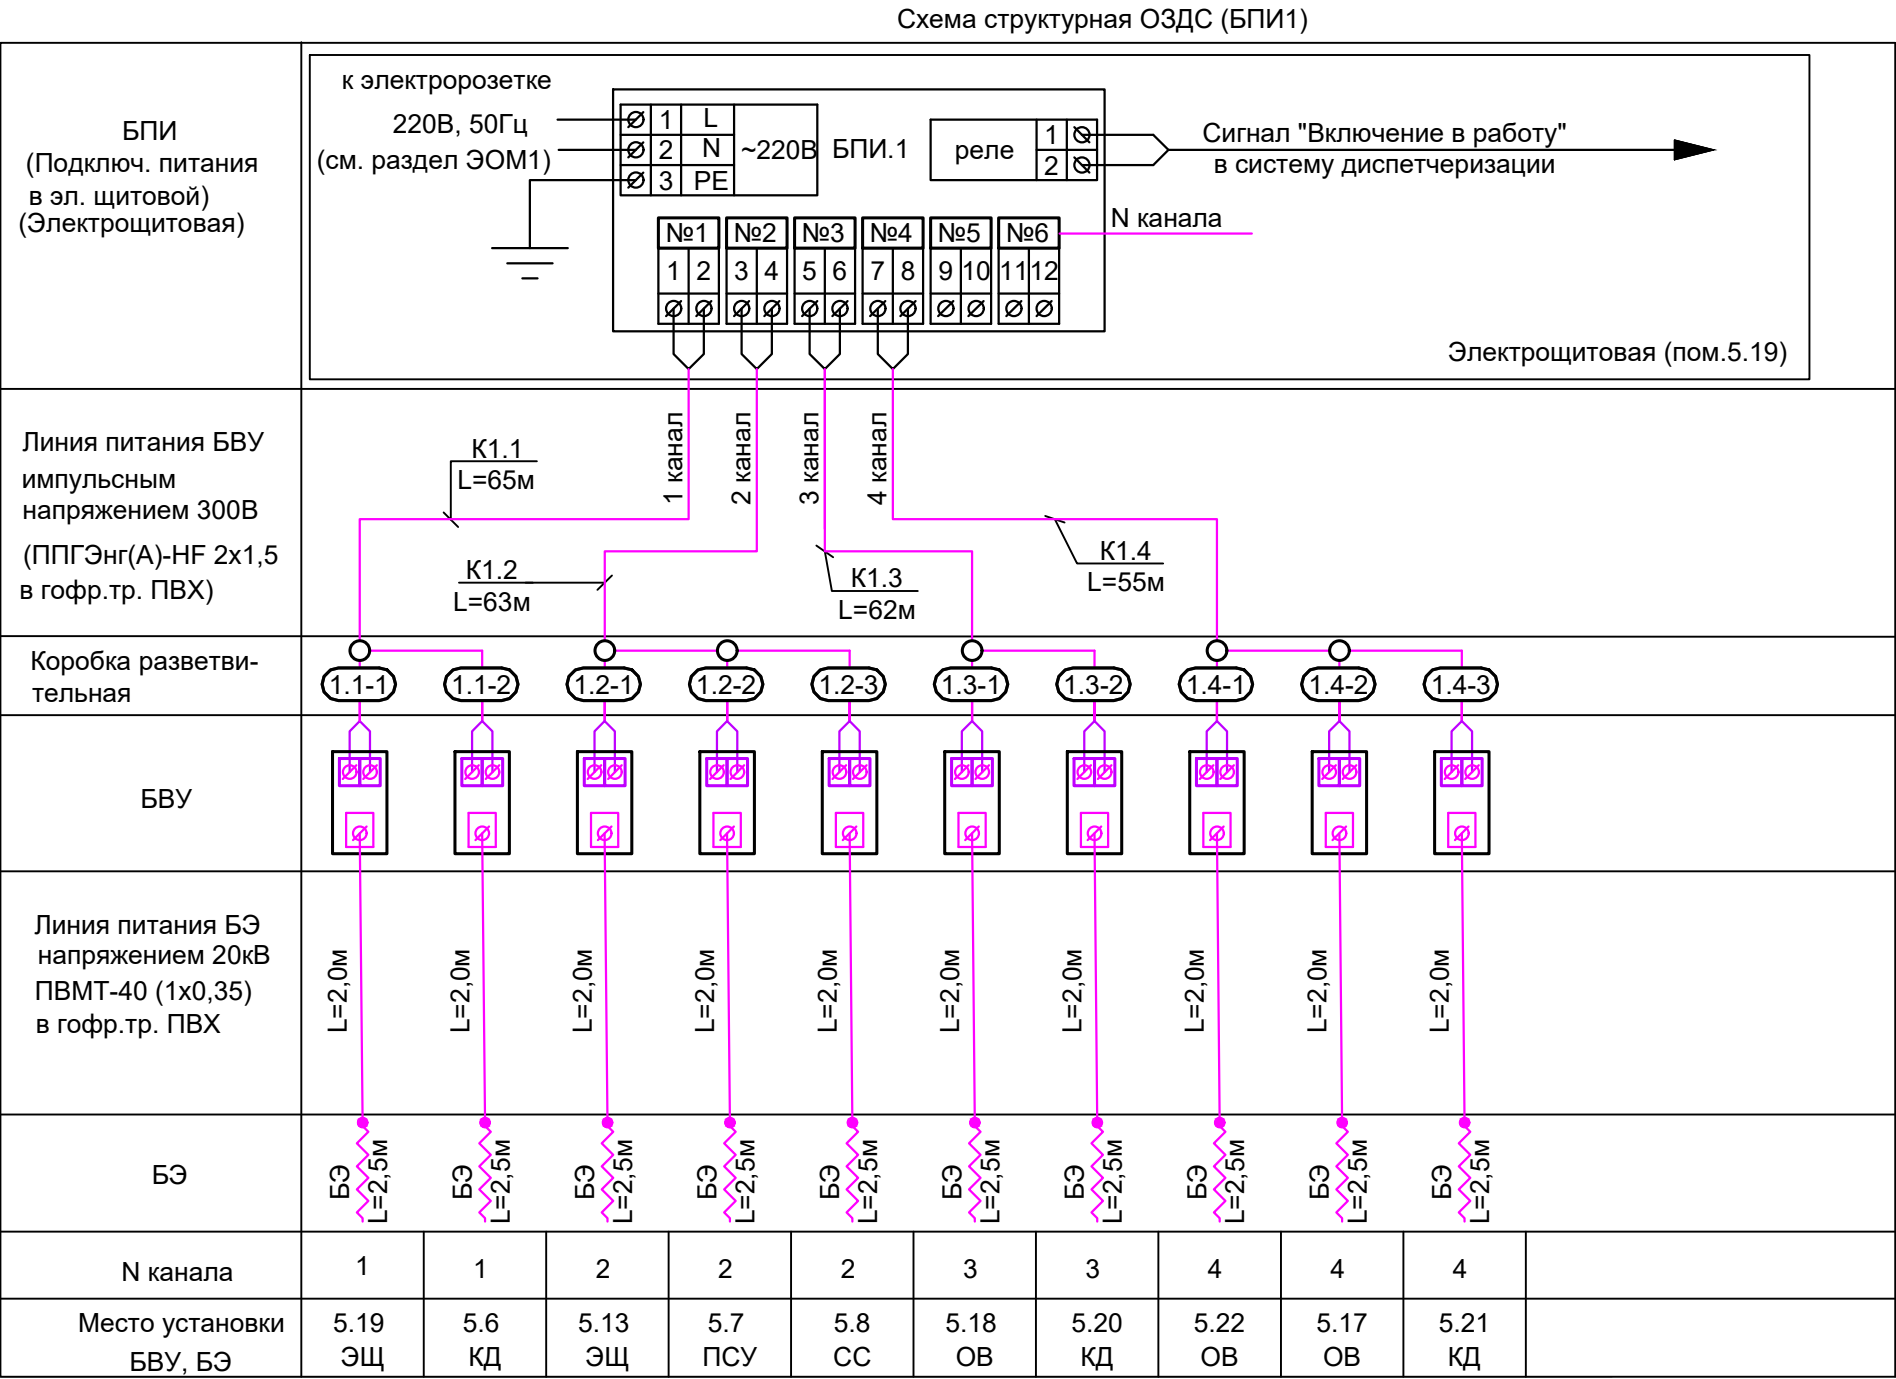 Схема структурная ОЗДС (БПИ1)
БПИ
(Подключ. питания
в эл. щитовой)
(Электрощитовая)
к электророзетке
220В, 50Гц
(см. раздел ЭОМ1)
1 L
2 N
3 PE
~220В
БПИ.1
реле
1
2
Сигнал "Включение в работу"
в систему диспетчеризации
N канала
№1 №2 №3 №4 №5 №6
1 2 3 4 5 6 7 8 9 10 11 12
Электрощитовая (пом.5.19)
Линия питания БВУ
импульсным
напряжением 300В
(ППГЭнг(А)-HF 2х1,5
в гофр.тр. ПВХ)
1 канал
2 канал
3 канал
4 канал
К1.1
L=65м
К1.2
L=63м
К1.3
L=62м
К1.4
L=55м
Коробка разветви-
тельная
1.1-1 1.1-2 1.2-1 1.2-2 1.2-3 1.3-1 1.3-2 1.4-1 1.4-2 1.4-3
БВУ
Линия питания БЭ
напряжением 20кВ
ПВМТ-40 (1х0,35)
в гофр.тр. ПВХ
L=2,0м L=2,0м L=2,0м L=2,0м L=2,0м L=2,0м L=2,0м L=2,0м L=2,0м L=2,0м
БЭ
БЭ L=2,5м БЭ L=2,5м БЭ L=2,5м БЭ L=2,5м БЭ L=2,5м БЭ L=2,5м БЭ L=2,5м БЭ L=2,5м БЭ L=2,5м БЭ L=2,5м
N канала 1 1 2 2 2 3 3 4 4 4
Место установки
БВУ, БЭ
5.19 5.6 5.13 5.7 5.8 5.18 5.20 5.22 5.17 5.21
ЭЩ КД ЭЩ ПСУ СС ОВ КД ОВ ОВ КД